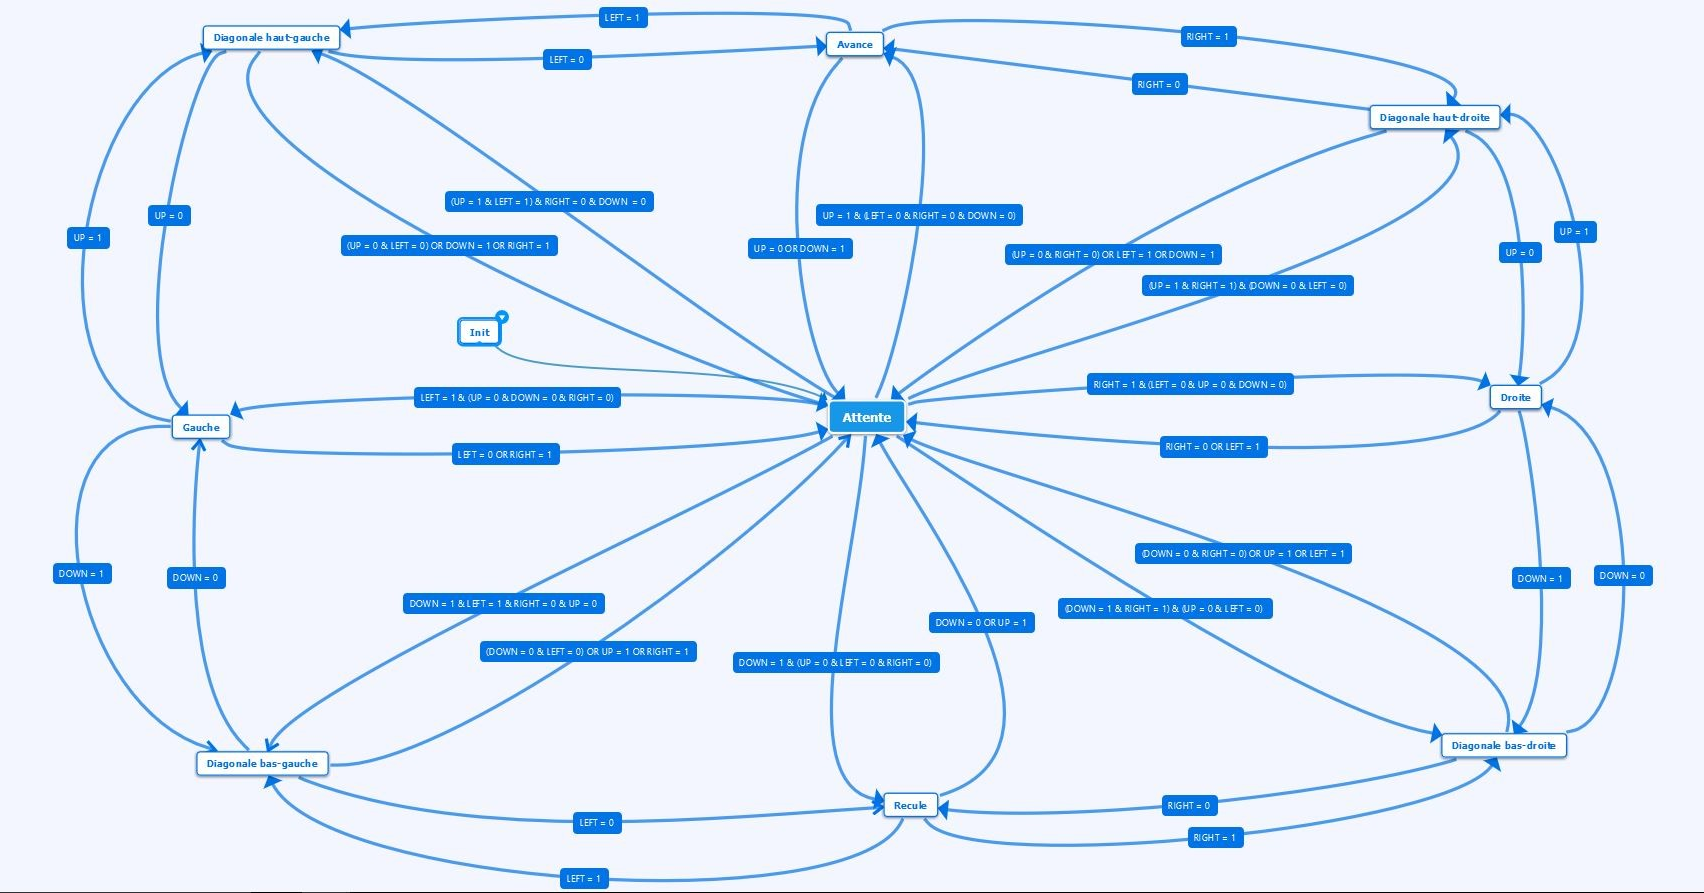 LEFT = 1
Diagonale haut-gauche
RIGHT = 1
Avance
LEFT = 0
RIGHT = 0
Diagonale haut-droite
(UP = 1 & LEFT = 1) & RIGHT = 0 & DOWN = 0
UP = 0
UP = 1 & (LEFT = 0 & RIGHT = 0 & DOWN = 0)
UP = 1
UP = 1
(UP = 0 & LEFT = 0) OR DOWN = 1 OR RIGHT = 1
UP = 0 OR DOWN = 1
(UP = 0 & RIGHT = 0) OR LEFT = 1 OR DOWN = 1
UP = 0
(UP = 1 & RIGHT = 1) & (DOWN = 0 & LEFT = 0)
Init
RIGHT = 1 & (LEFT = 0 & UP = 0 & DOWN = 0)
LEFT = 1 & (UP = 0 & DOWN = 0 & RIGHT = 0)
Droite
Attente
Gauche
RIGHT = 0 OR LEFT = 1
LEFT = 0 OR RIGHT = 1
(DOWN = 0 & RIGHT = 0) OR UP = 1 OR LEFT = 1
DOWN = 1
DOWN = 0
DOWN = 1
DOWN = 0
DOWN = 1 & LEFT = 1 & RIGHT = 0 & UP = 0
(DOWN = 1 & RIGHT = 1) & (UP = 0 & LEFT = 0)
DOWN = 0 OR UP = 1
(DOWN = 0 & LEFT = 0) OR UP = 1 OR RIGHT = 1
DOWN = 1 & (UP = 0 & LEFT = 0 & RIGHT = 0)
Diagonale bas-droite
Diagonale bas-gauche
Recule
RIGHT = 0
LEFT = 0
RIGHT = 1
LEFT = 1